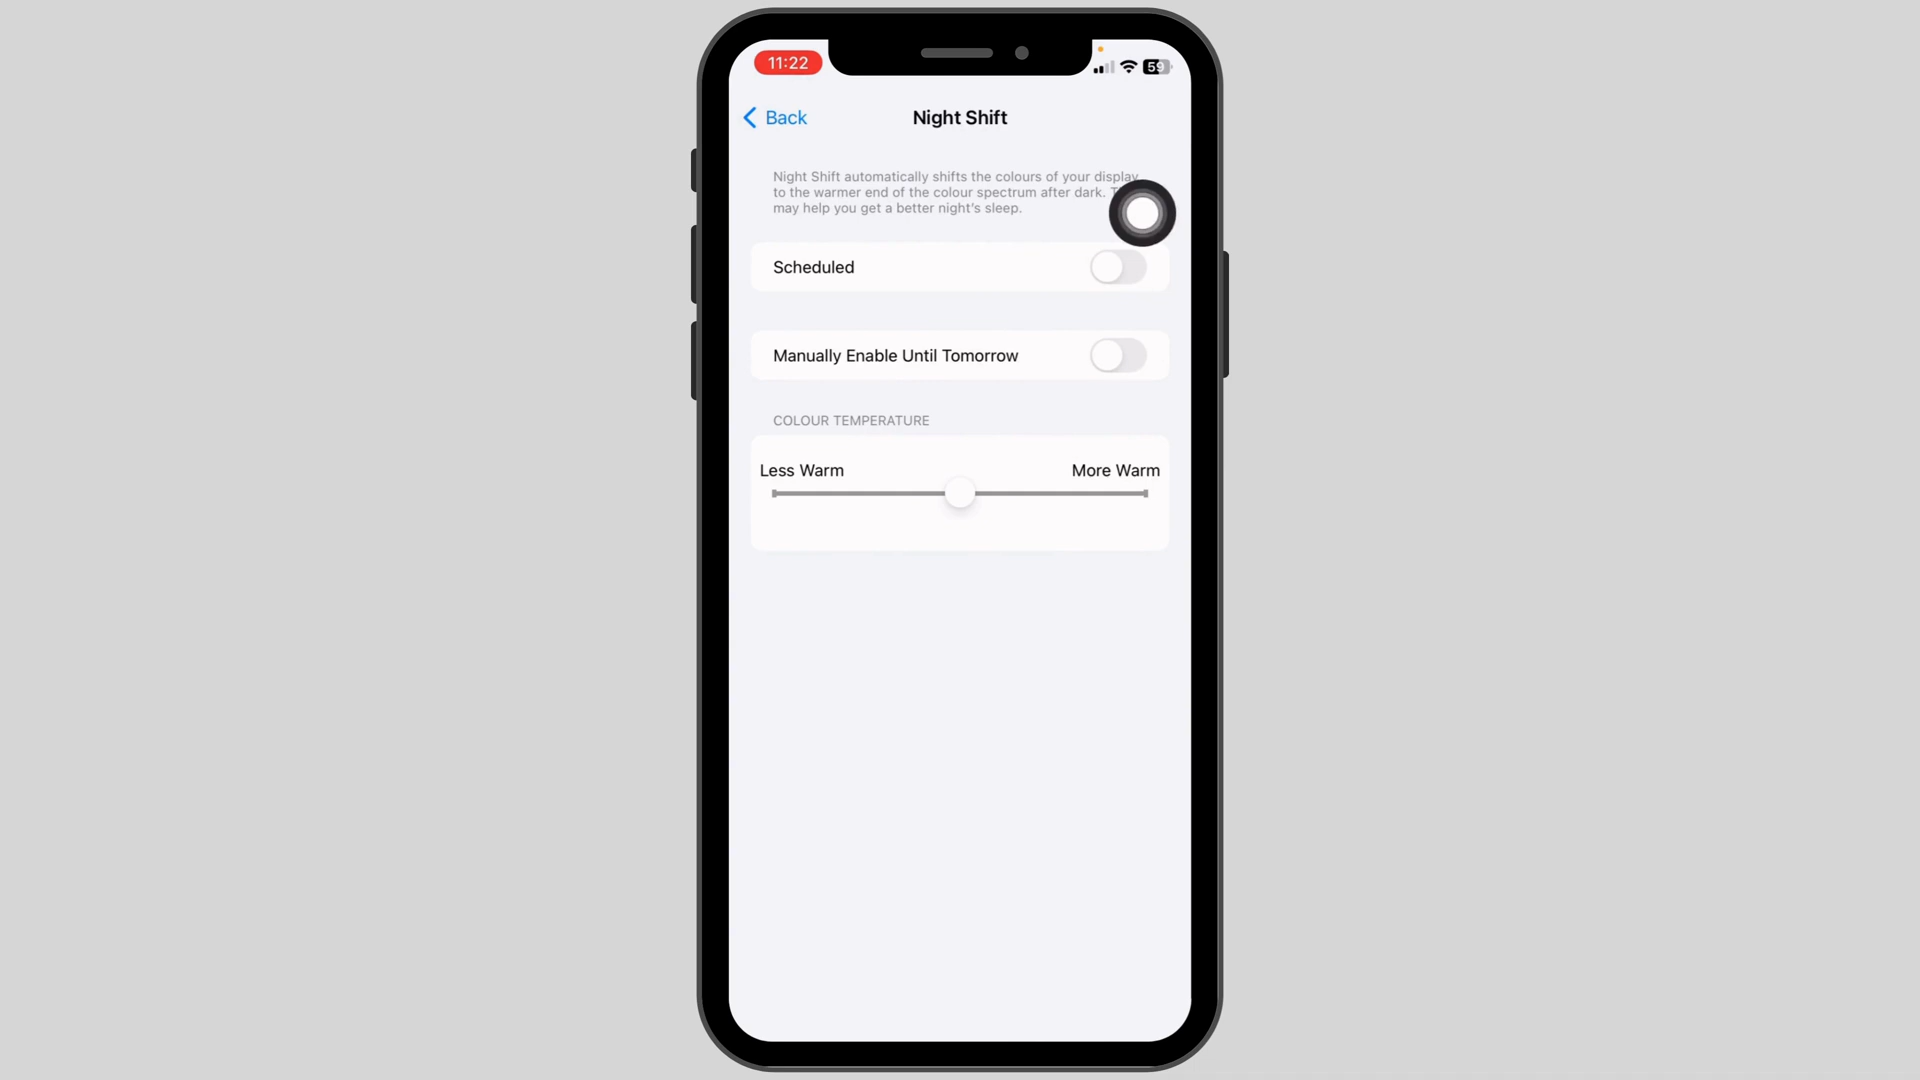 11:22
59
Back
Night Shift
Night Shift automatically shifts the colours of your display
to the warmer end of the colour spectrum after dark.
may help you get a better night's sleep.
Scheduled
Manually Enable Until Tomorrow
COLOUR TEMPERATURE
Less Warm
More Warm